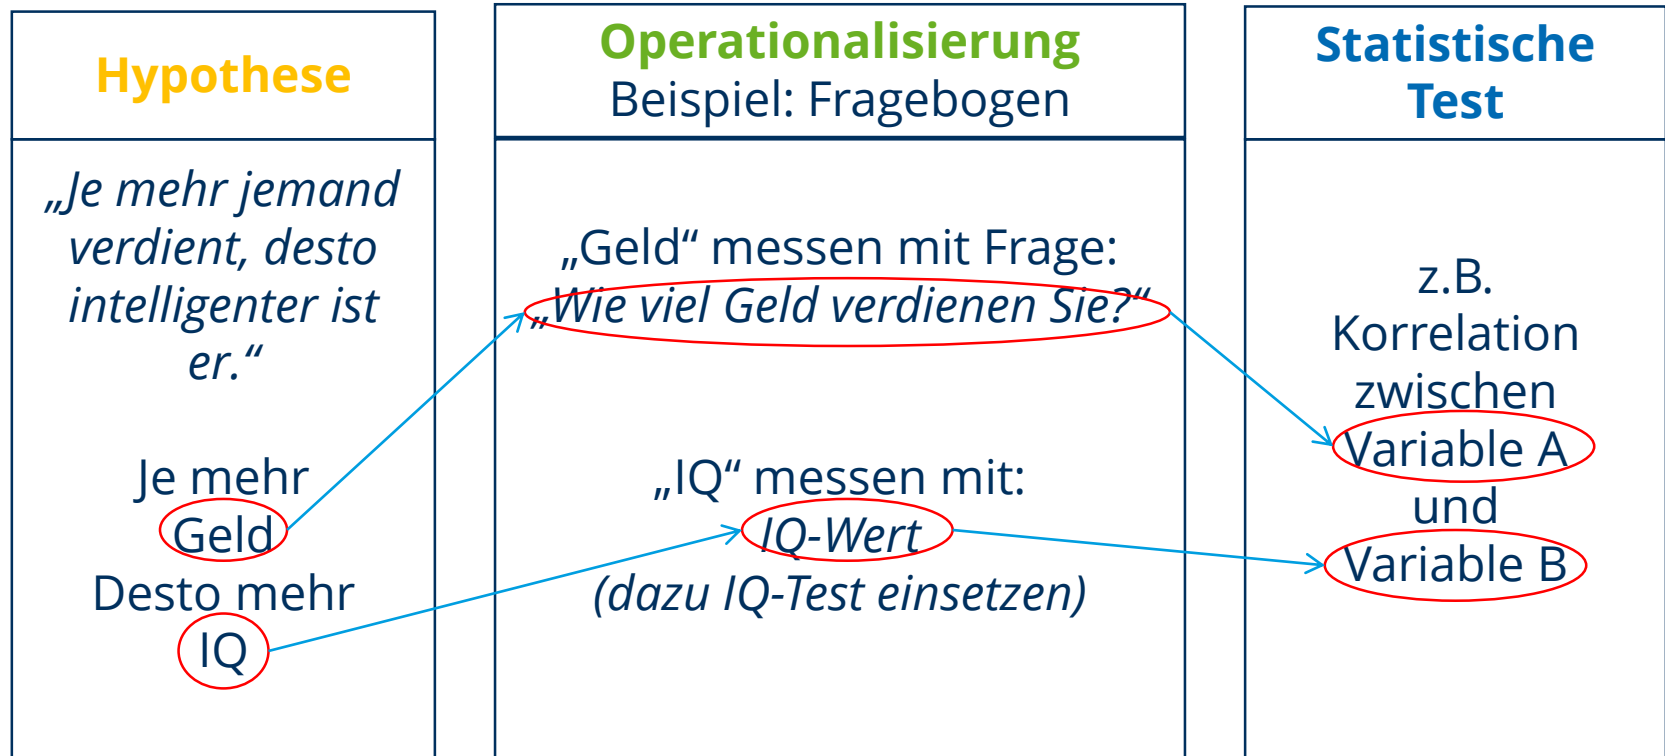 Hypothese
„Je mehr jemand
verdient, desto
intelligenter ist
er.“
Je mehr
Geld
Desto mehr
IQ
Operationalisierung
Beispiel: Fragebogen
„Geld“ messen mit Frage:
„Wie viel Geld verdienen Sie?“
„IQ“ messen mit:
IQ-Wert
(dazu IQ-Test einsetzen)
Statistische
Test
z.B.
Korrelation
zwischen
Variable A
und
Variable B